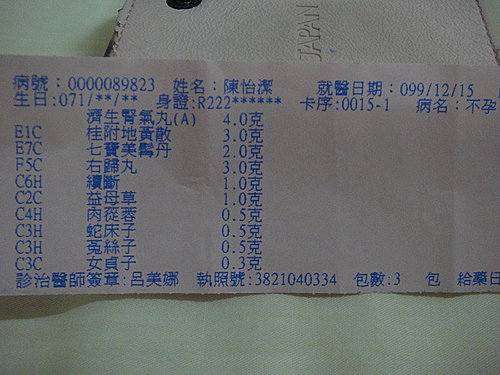 JAPAN
病號：0000089823 姓名：陳怡潔 就醫日期：099/12/15
生日：071/**/** 身證：R222****** 卡序：0015-1 病名：不孕
濟生腎氣丸(A) 4.0克
E1C 桂附地黃散 3.0克
E7C 七寶美鬚丹 2.0克
F5C 右歸丸 3.0克
C6H 續斷 1.0克
C2C 益母草 1.0克
C4H 肉從蓉 0.5克
C3H 蛇床子 0.5克
C3H 菟絲子 0.5克
C3C 女貞子 0.3克
診治醫師簽章：呂美娜 執照號：3821040334 包數：3 包 給藥日